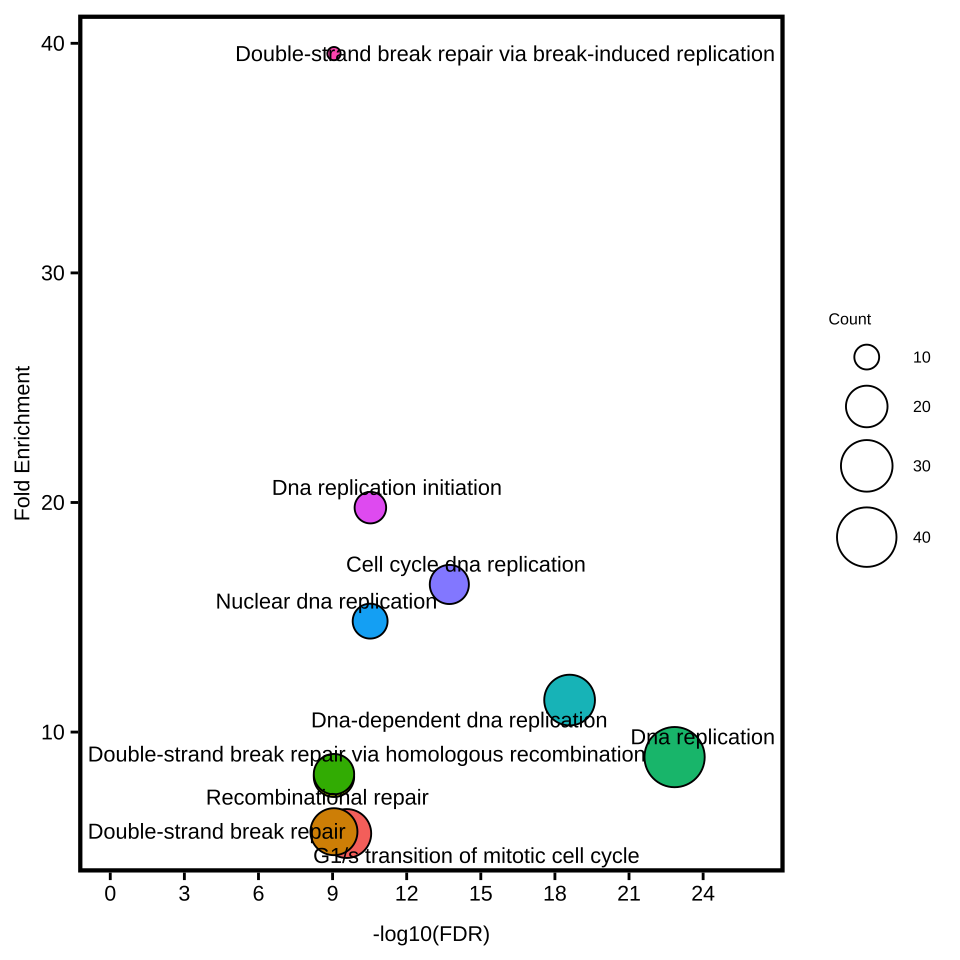 40
Double-strand break repair via break-induced replication
30
Count
10
20
30
40
Fold Enrichment
Dna replication initiation
20
Cell cycle dna replication
Nuclear dna replication
Dna-dependent dna replication
10
Dna replication
Double-strand break repair via homologous recombination
Recombinational repair
Double-strand break repair
G1/s transition of mitotic cell cycle
0 3 6 9 12 15 18 21 24
-log10(FDR)